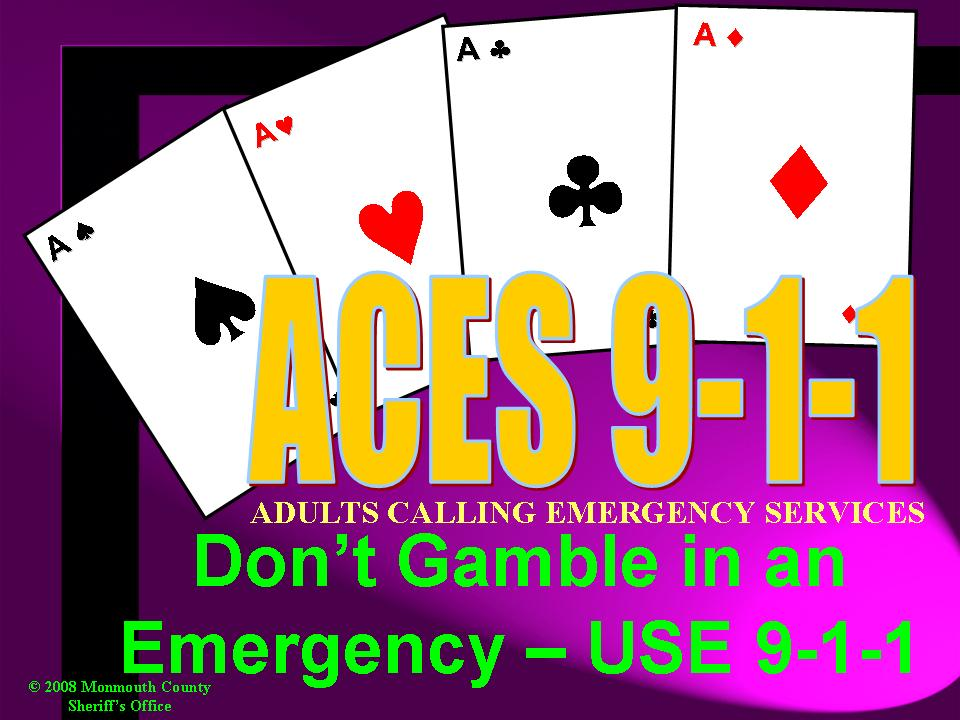 A ♠
A ♥
A ♣
A ♦
ACES 9-1-1
ADULTS CALLING EMERGENCY SERVICES
Don’t Gamble in an
Emergency – USE 9-1-1
© 2008 Monmouth County
Sheriff’s Office